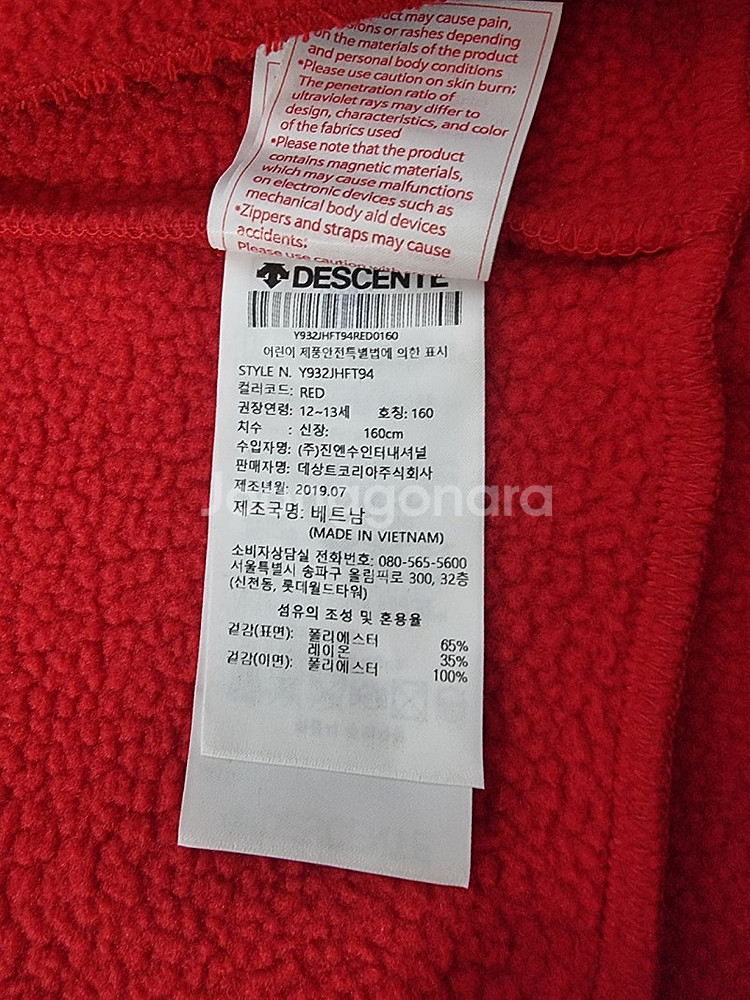 may cause pain,
or rashes depending
on the materials of the product
and personal body conditions
•Please use caution on skin burn:
The penetration ratio of
ultraviolet rays may differ to
design, characteristics, and color
of the fabrics used
•Please note that the product
contains magnetic materials,
which may cause malfunctions
on electronic devices such as
mechanical body aid devices
•Zippers and straps may cause
accidents:
Please use caution
DESCENTE
Y932JHFT94RED0160
어린이 제품안전특별법에 의한 표시
STYLE N. Y932JHFT94
컬러코드: RED
권장연령: 12~13세 호칭: 160
치수 : 신장: 160cm
수입자명: (주)진엔수인터내셔널
판매자명: 데상트코리아주식회사
제조년월: 2019.07
Joongagonara
제조국명: 베트남
(MADE IN VIETNAM)
소비자상담실 전화번호: 080-565-5600
서울특별시 송파구 올림픽로 300, 32층
(신천동, 롯데월드타워)
섬유의 조성 및 혼용율
겉감(표면): 폴리에스터 65%
레이온 35%
겉감(이면): 폴리에스터 100%